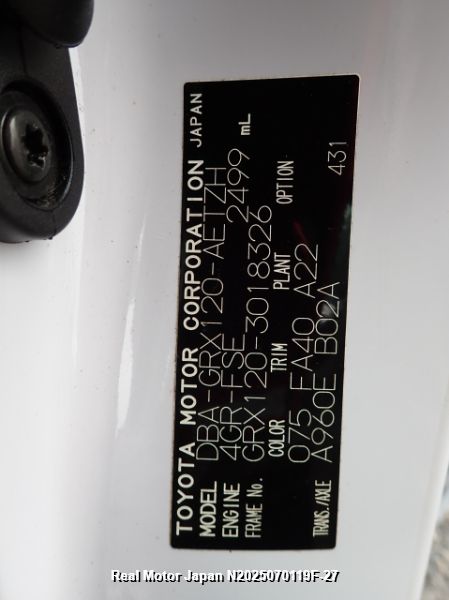 TOYOTA MOTOR CORPORATION JAPAN
MODEL DBA-GRX120-AETZH
ENGINE 4GR-FSE 2499 mL
FRAME No. GRX120-3018326
COLOR TRIM PLANT OPTION
075 FA40 A22 431
TRANS./AXLE A960E B02A
Real Motor Japan N2025070119F-27